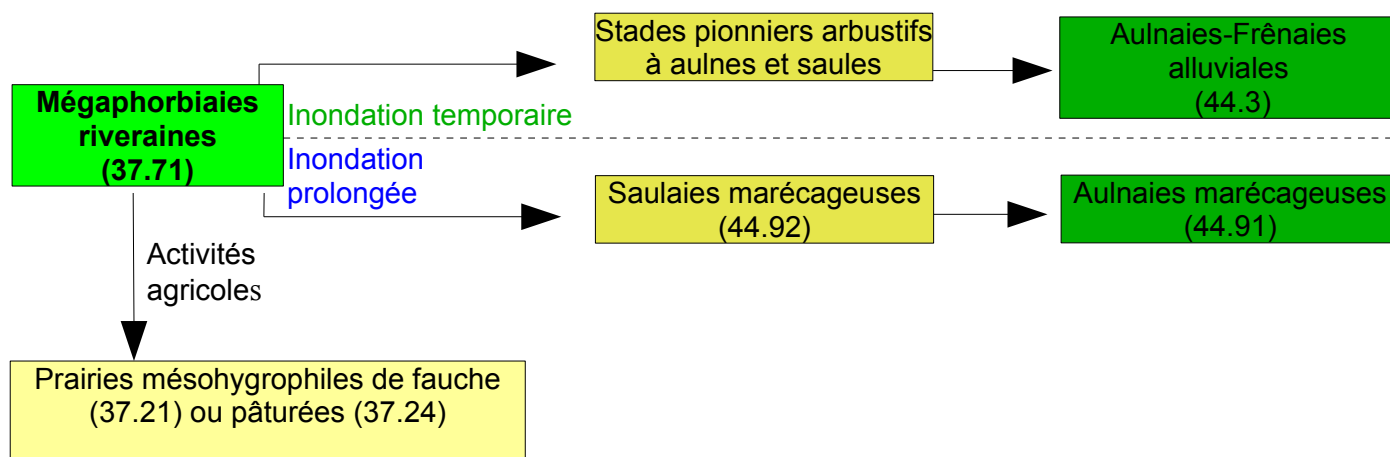 Mégaphorbiaies
riveraines
(37.71)
Inondation temporaire
Inondation
prolongée
Stades pionniers arbustifs
à aulnes et saules
Aulnaies-Frênaies
alluviales
(44.3)
Saulaies marécageuses
(44.92)
Aulnaies marécageuses
(44.91)
Activités
agricoles
Prairies mésohygrophiles de fauche
(37.21) ou pâturées (37.24)